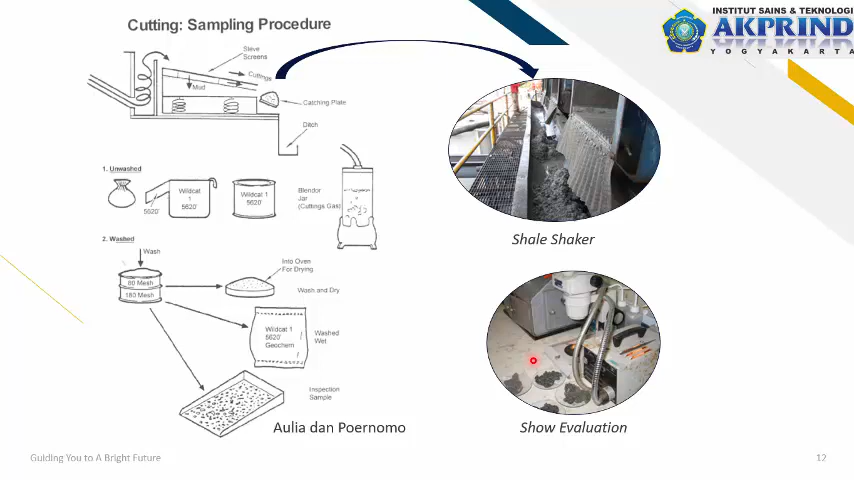 Cutting: Sampling Procedure
INSTITUT SAINS & TEKNOLOGI
AKPRIND
YOGYAKARTA
Sieve
Screens
Cuttings
Mud
Catching Plate
Ditch
1. Unwashed
5620'
Wildcat
1
5620'
Wildcat 1
5620'
Blendor
Jar
(Cuttings Gas)
2. Washed
Wash
80 Mesh
180 Mesh
Into Oven
For Drying
Wash and Dry
Wildcat 1
5620'
Geochem
Washed
Wet
Inspection
Sample
Aulia dan Poernomo
Shale Shaker
Show Evaluation
Guiding You to A Bright Future
12